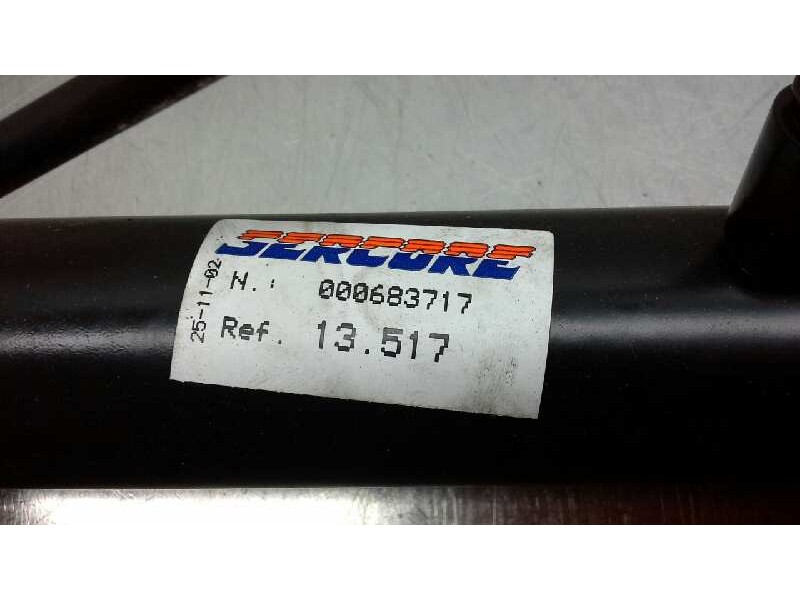 SERCORE
N.: 000683717
Ref. 13.517
25-11-02